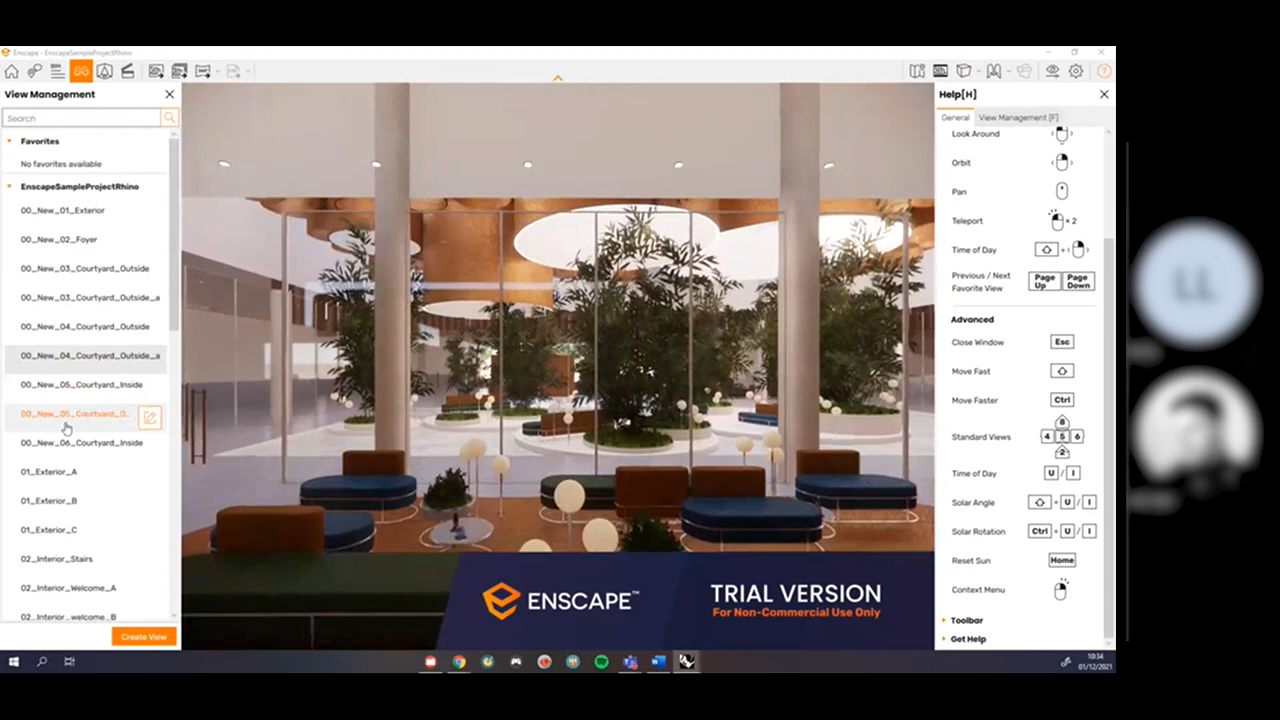 Enscape - EnscapeSampleProjectRhino
View Management
Search
Favorites
No favorites available
EnscapeSampleProjectRhino
00_New_01_Exterior
00_New_02_Foyer
00_New_03_Courtyard_Outside
00_New_03_Courtyard_Outside_a
00_New_04_Courtyard_Outside
00_New_04_Courtyard_Outside_a
00_New_05_Courtyard_Inside
00_New_05_Courtyard_O...
00_New_06_Courtyard_Inside
01_Exterior_A
01_Exterior_B
01_Exterior_C
02_Interior_Stairs
02_Interior_Welcome_A
02_Interior_welcome_B
Create View
ENSCAPE™
TRIAL VERSION
For Non-Commercial Use Only
Help[H]
General View Management [F]
Look Around
Orbit
Pan
Teleport × 2
Time of Day +
Previous / Next
Favorite View
Page Up Page Down
Advanced
Close Window Esc
Move Fast
Move Faster Ctrl
8
Standard Views 4 5 6
2
Time of Day U / I
Solar Angle + U / I
Solar Rotation Ctrl + U / I
Reset Sun Home
Context Menu
Toolbar
Get Help
10:34
01/12/2021
LL